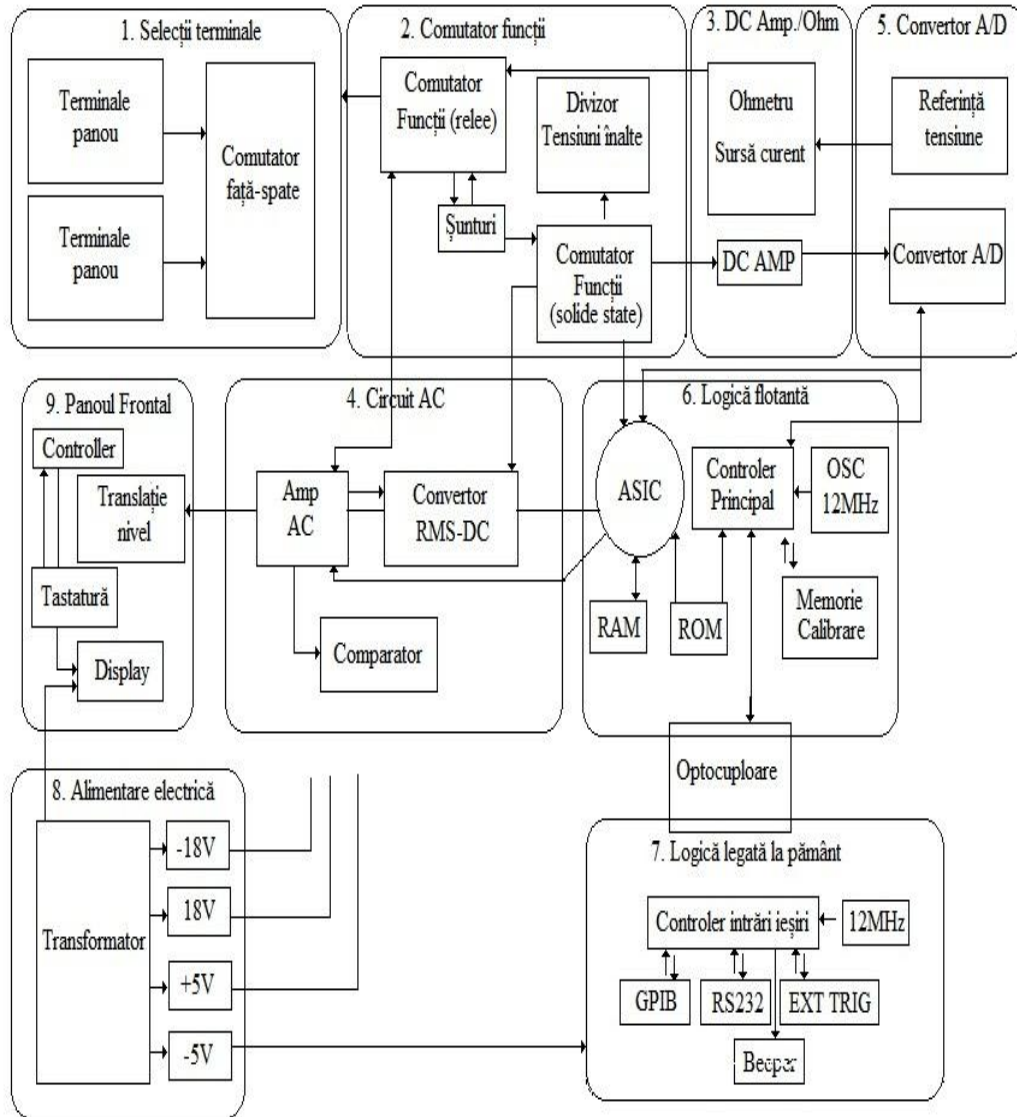 1. Selecții terminale
Terminale
panou
Terminale
panou
Comutator
față-spate
2. Comutator funcții
Comutator
Funcții (relee)
Divizor
Tensiuni înalte
Șunturi
Comutator
Funcții
(solide state)
3. DC Amp./Ohm
Ohmetru
Sursă curent
DC AMP
5. Convertor A/D
Referință
tensiune
Convertor A/D
9. Panoul Frontal
Controller
Translație
nivel
Tastatură
Display
4. Circuit AC
Amp
AC
Convertor
RMS-DC
Comparator
6. Logică flotantă
ASIC
Controler
Principal
OSC
12MHz
RAM
ROM
Memorie
Calibrare
Optocuploare
8. Alimentare electrică
Transformator
-18V
18V
+5V
-5V
7. Logică legată la pământ
Controler intrări ieșiri
12MHz
GPIB
RS232
EXT TRIG
Beeper